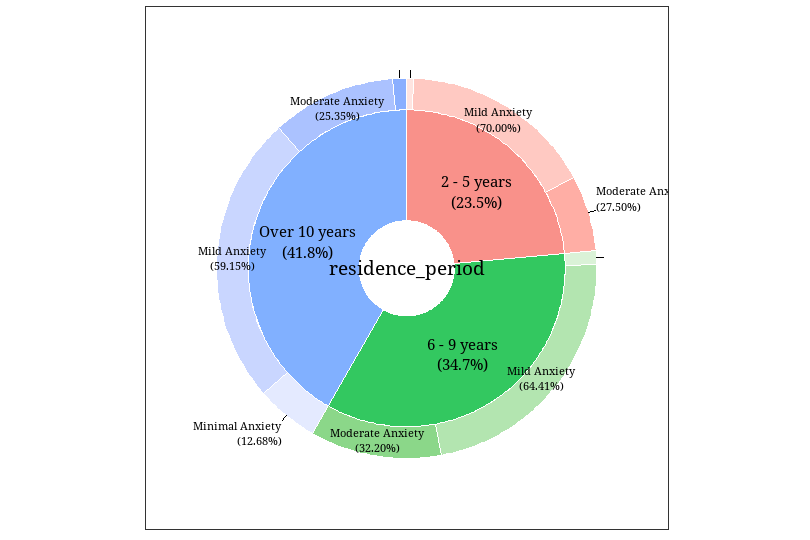 Moderate Anxiety
(25.35%)
Mild Anxiety
(70.00%)
2 - 5 years
(23.5%)
Moderate Anx
(27.50%)
Over 10 years
(41.8%)
Mild Anxiety
(59.15%)
residence_period
6 - 9 years
(34.7%)
Mild Anxiety
(64.41%)
Minimal Anxiety
(12.68%)
Moderate Anxiety
(32.20%)